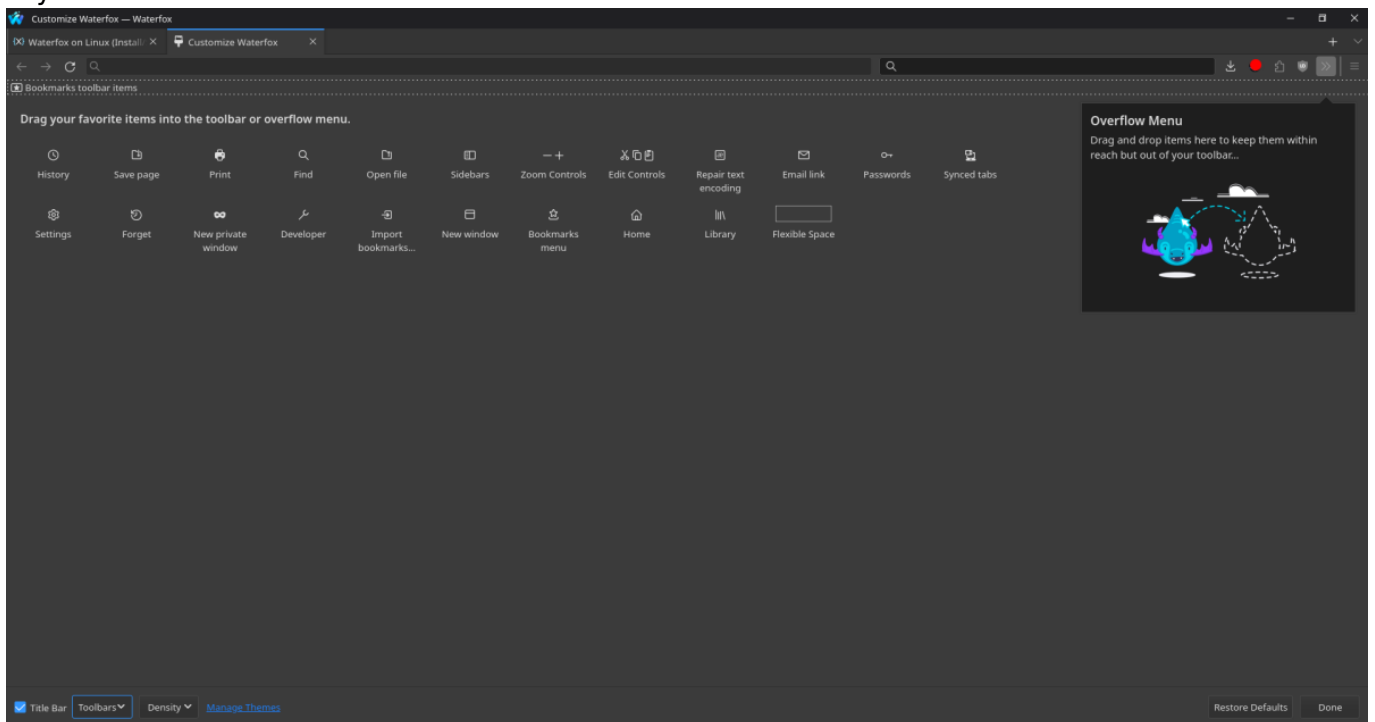 Customize Waterfox — Waterfox
Waterfox on Linux (Install
Customize Waterfox
Bookmarks toolbar items
Drag your favorite items into the toolbar or overflow menu.
History
Save page
Print
Find
Open file
Sidebars
Zoom Controls
Edit Controls
Repair text
encoding
Email link
Passwords
Synced tabs
Settings
Forget
New private
window
Developer
Import
bookmarks...
New window
Bookmarks
menu
Home
Library
Flexible Space
Overflow Menu
Drag and drop items here to keep them within
reach but out of your toolbar...
Title Bar
Toolbars
Density
Manage Themes
Restore Defaults
Done